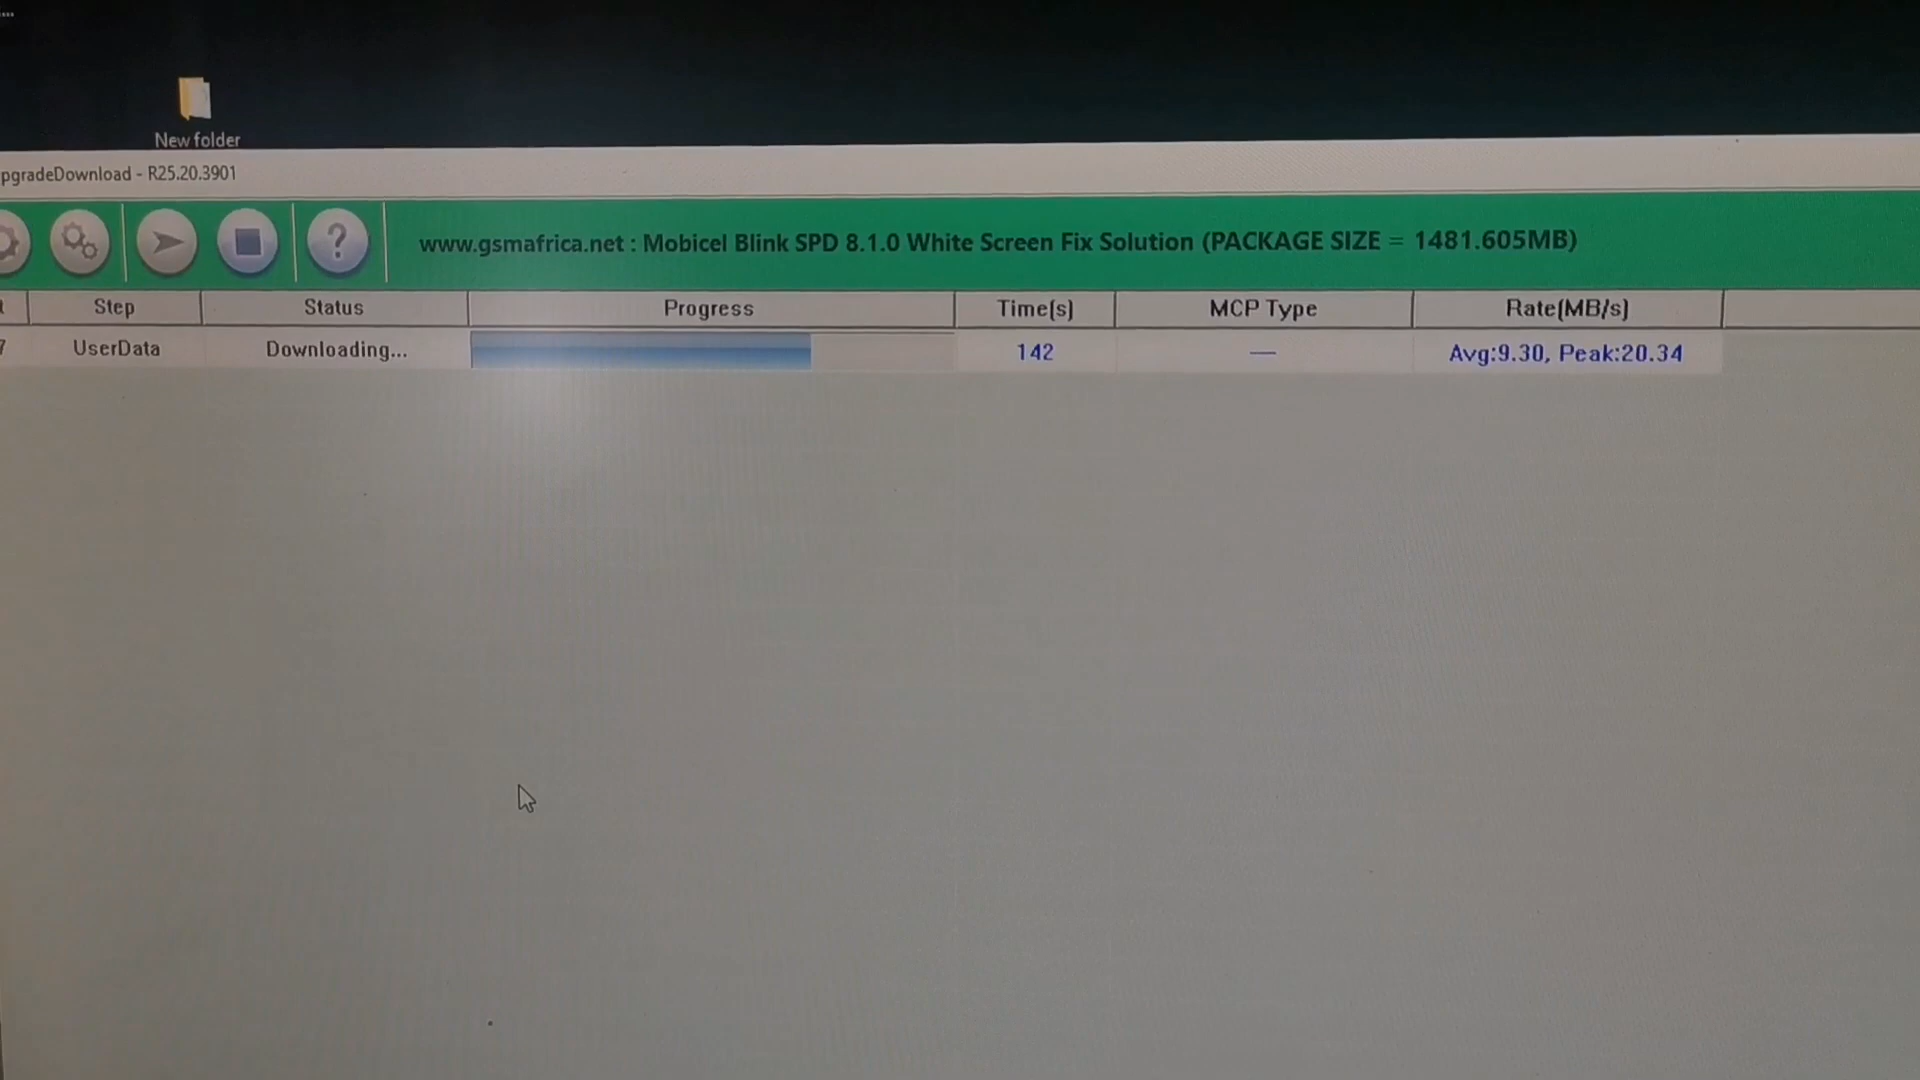 New folder
pgradeDownload - R25.20.3901
www.gsmafrica.net : Mobicel Blink SPD 8.1.0 White Screen Fix Solution (PACKAGE SIZE = 1481.605MB)
t Step Status Progress Time(s) MCP Type Rate(MB/s)
7 UserData Downloading... 142 — Avg:9.30, Peak:20.34